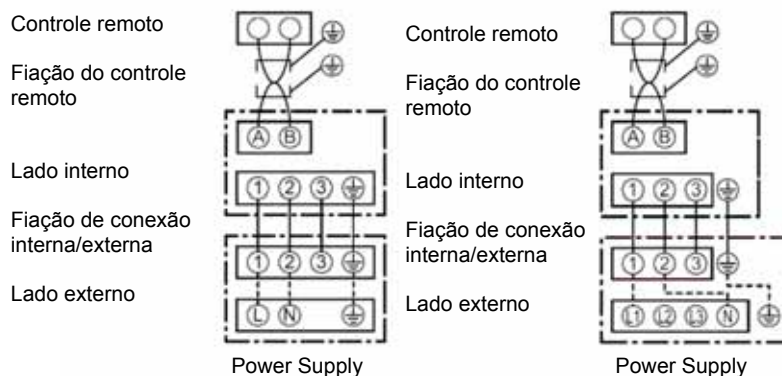 Controle remoto
Fiação do controle
remoto
A B
Lado interno
1 2 3
Fiação de conexão
interna/externa
1 2 3
Lado externo
L N
Power Supply
Controle remoto
Fiação do controle
remoto
A B
Lado interno
1 2 3
Fiação de conexão
interna/externa
1 2 3
Lado externo
L1 L2 L3 N
Power Supply